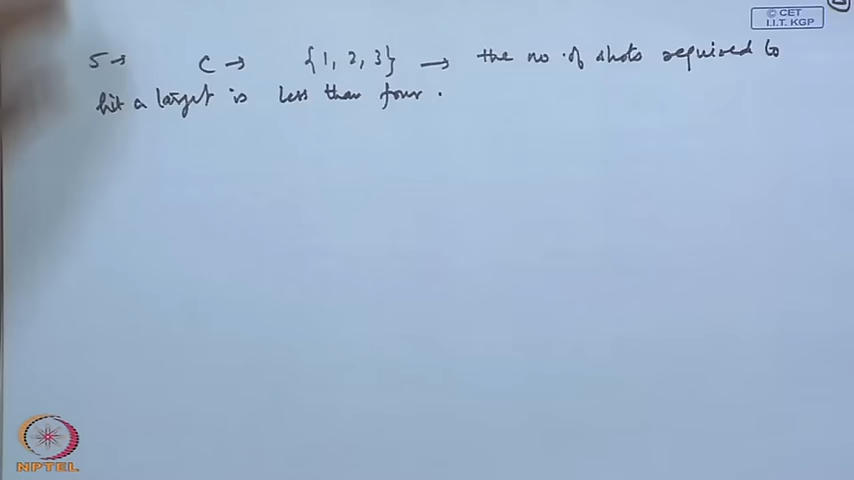 © CET
I.I.T. KGP
5 → C → {1, 2, 3} → the no. of shots required to
hit a target is less than four.
NPTEL